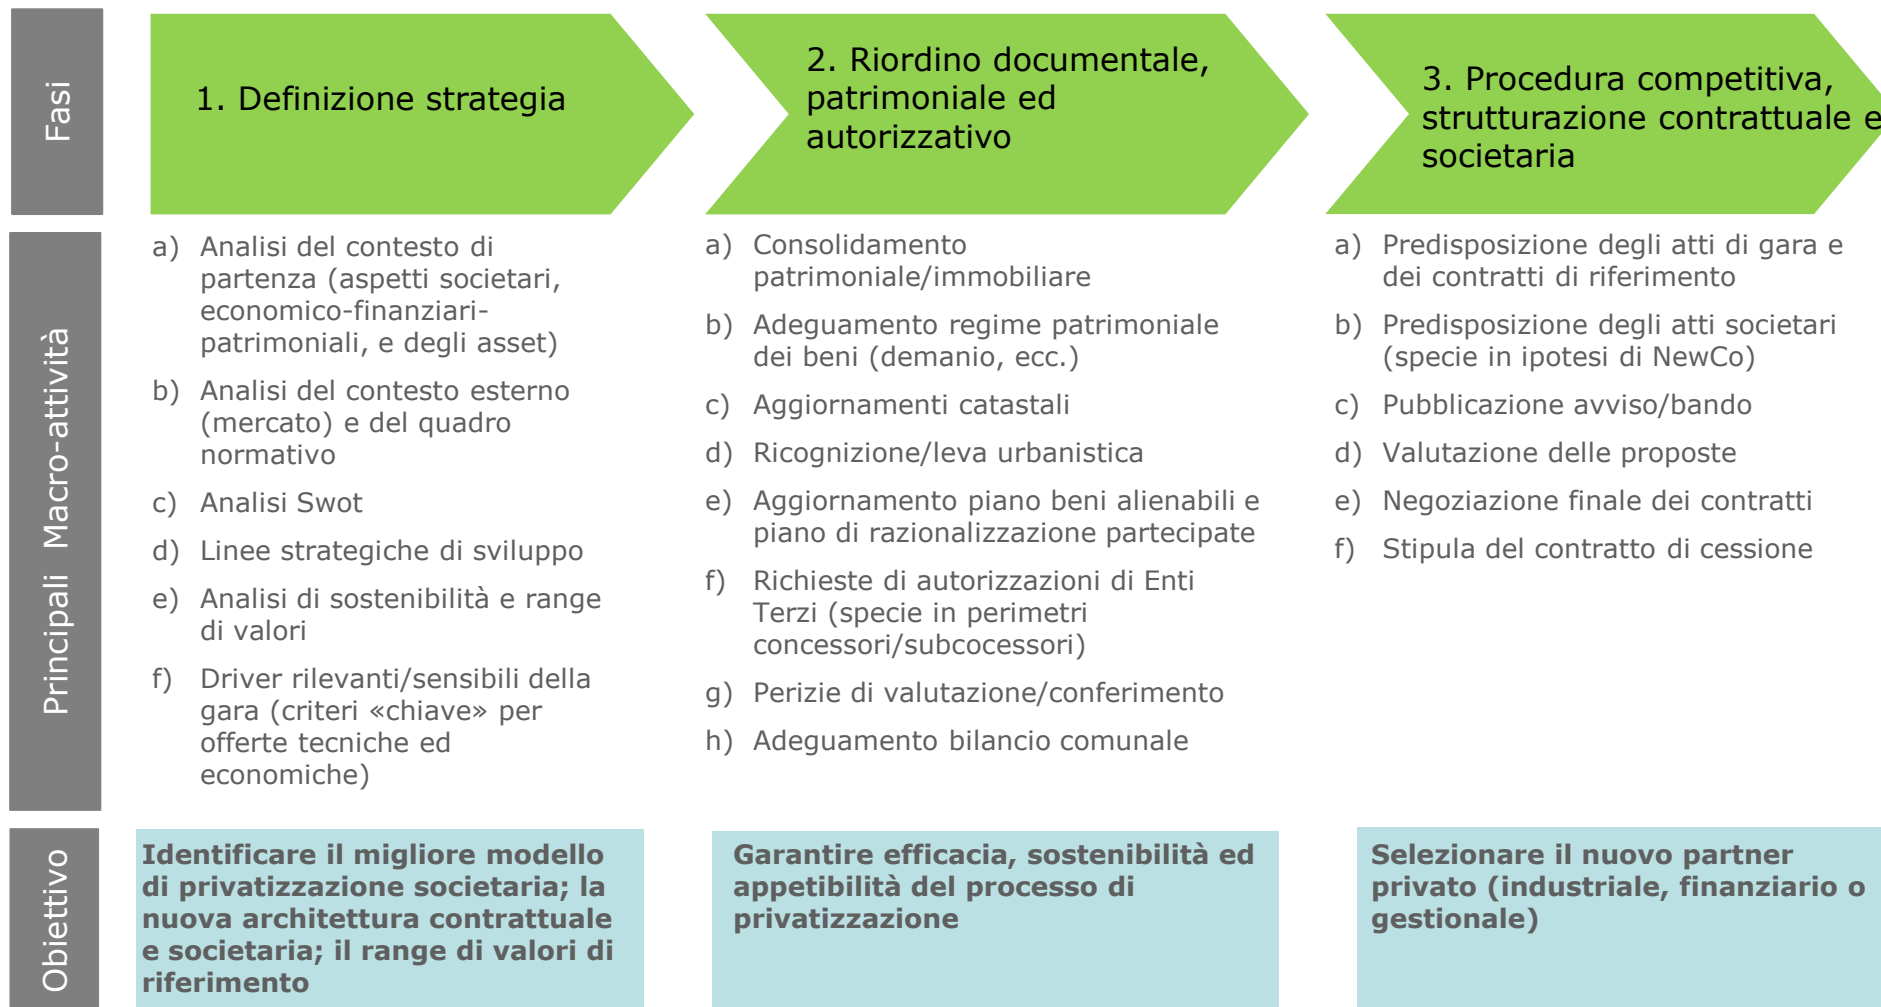 Fasi
1. Definizione strategia
2. Riordino documentale,
patrimoniale ed
autorizzativo
3. Procedura competitiva,
strutturazione contrattuale e
societaria
Principali Macro-attività
a) Analisi del contesto di
partenza (aspetti societari,
economico-finanziari-
patrimoniali, e degli asset)
b) Analisi del contesto esterno
(mercato) e del quadro
normativo
c) Analisi Swot
d) Linee strategiche di sviluppo
e) Analisi di sostenibilità e range
di valori
f) Driver rilevanti/sensibili della
gara (criteri «chiave» per
offerte tecniche ed
economiche)
a) Consolidamento
patrimoniale/immobiliare
b) Adeguamento regime patrimoniale
dei beni (demanio, ecc.)
c) Aggiornamenti catastali
d) Ricognizione/leva urbanistica
e) Aggiornamento piano beni alienabili e
piano di razionalizzazione partecipate
f) Richieste di autorizzazioni di Enti
Terzi (specie in perimetri
concessori/subcocessori)
g) Perizie di valutazione/conferimento
h) Adeguamento bilancio comunale
a) Predisposizione degli atti di gara e
dei contratti di riferimento
b) Predisposizione degli atti societari
(specie in ipotesi di NewCo)
c) Pubblicazione avviso/bando
d) Valutazione delle proposte
e) Negoziazione finale dei contratti
f) Stipula del contratto di cessione
Obiettivo
Identificare il migliore modello
di privatizzazione societaria; la
nuova architettura contrattuale
e societaria; il range di valori di
riferimento
Garantire efficacia, sostenibilità ed
appetibilità del processo di
privatizzazione
Selezionare il nuovo partner
privato (industriale, finanziario o
gestionale)